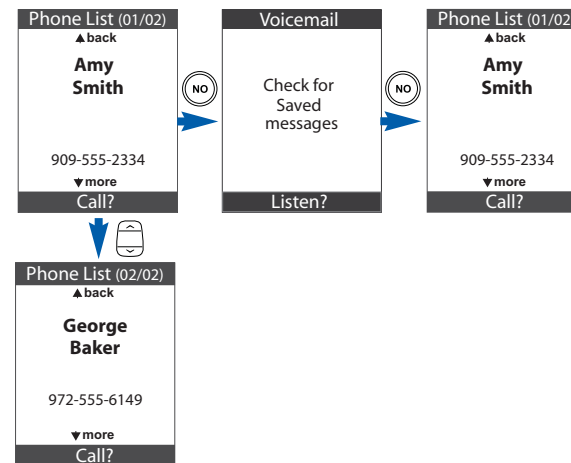 Phone List (01/02)
back
Amy
Smith
909-555-2334
more
Call?
NO
Voicemail
Check for
Saved
messages
Listen?
NO
Phone List (01/02
back
Amy
Smith
909-555-2334
more
Call?
Phone List (02/02)
back
George
Baker
972-555-6149
more
Call?